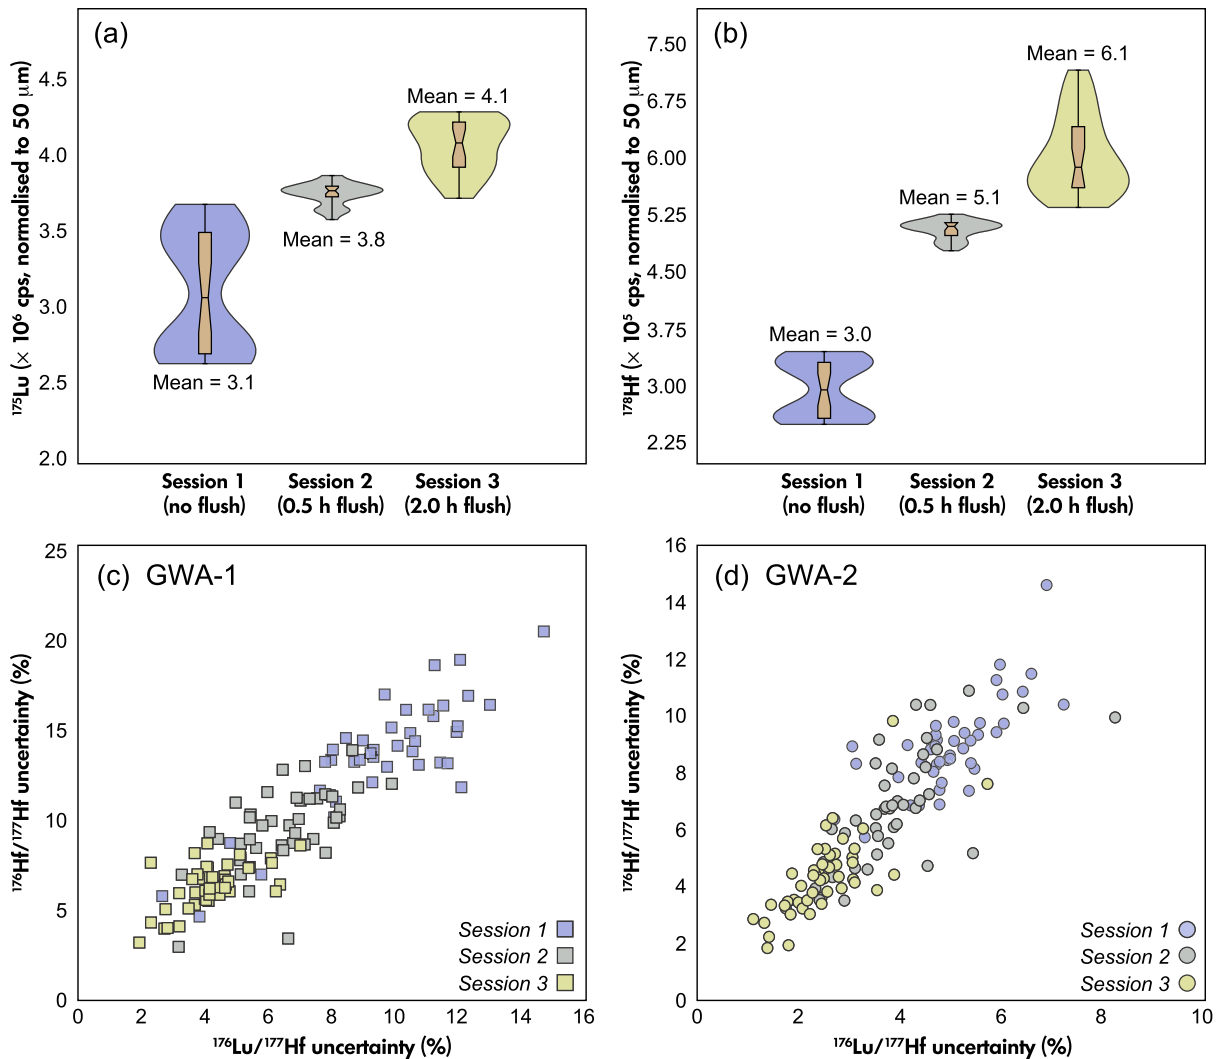 (a)
¹⁷⁵Lu (× 10⁶ cps, normalised to 50 μm)
4.5
4.0
3.5
3.0
2.5
2.0
Mean = 3.1
Mean = 3.8
Mean = 4.1
Session 1
(no flush)
Session 2
(0.5 h flush)
Session 3
(2.0 h flush)
(b)
¹⁷⁸Hf (× 10⁵ cps, normalised to 50 μm)
7.50
6.75
6.00
5.25
4.50
3.75
3.00
2.25
Mean = 3.0
Mean = 5.1
Mean = 6.1
Session 1
(no flush)
Session 2
(0.5 h flush)
Session 3
(2.0 h flush)
(c) GWA-1
¹⁷⁶Hf/¹⁷⁷Hf uncertainty (%)
25
20
15
10
5
0
Session 1
Session 2
Session 3
0 2 4 6 8 10 12 14 16
¹⁷⁶Lu/¹⁷⁷Hf uncertainty (%)
(d) GWA-2
¹⁷⁶Hf/¹⁷⁷Hf uncertainty (%)
16
14
12
10
8
6
4
2
0
Session 1
Session 2
Session 3
0 2 4 6 8 10
¹⁷⁶Lu/¹⁷⁷Hf uncertainty (%)